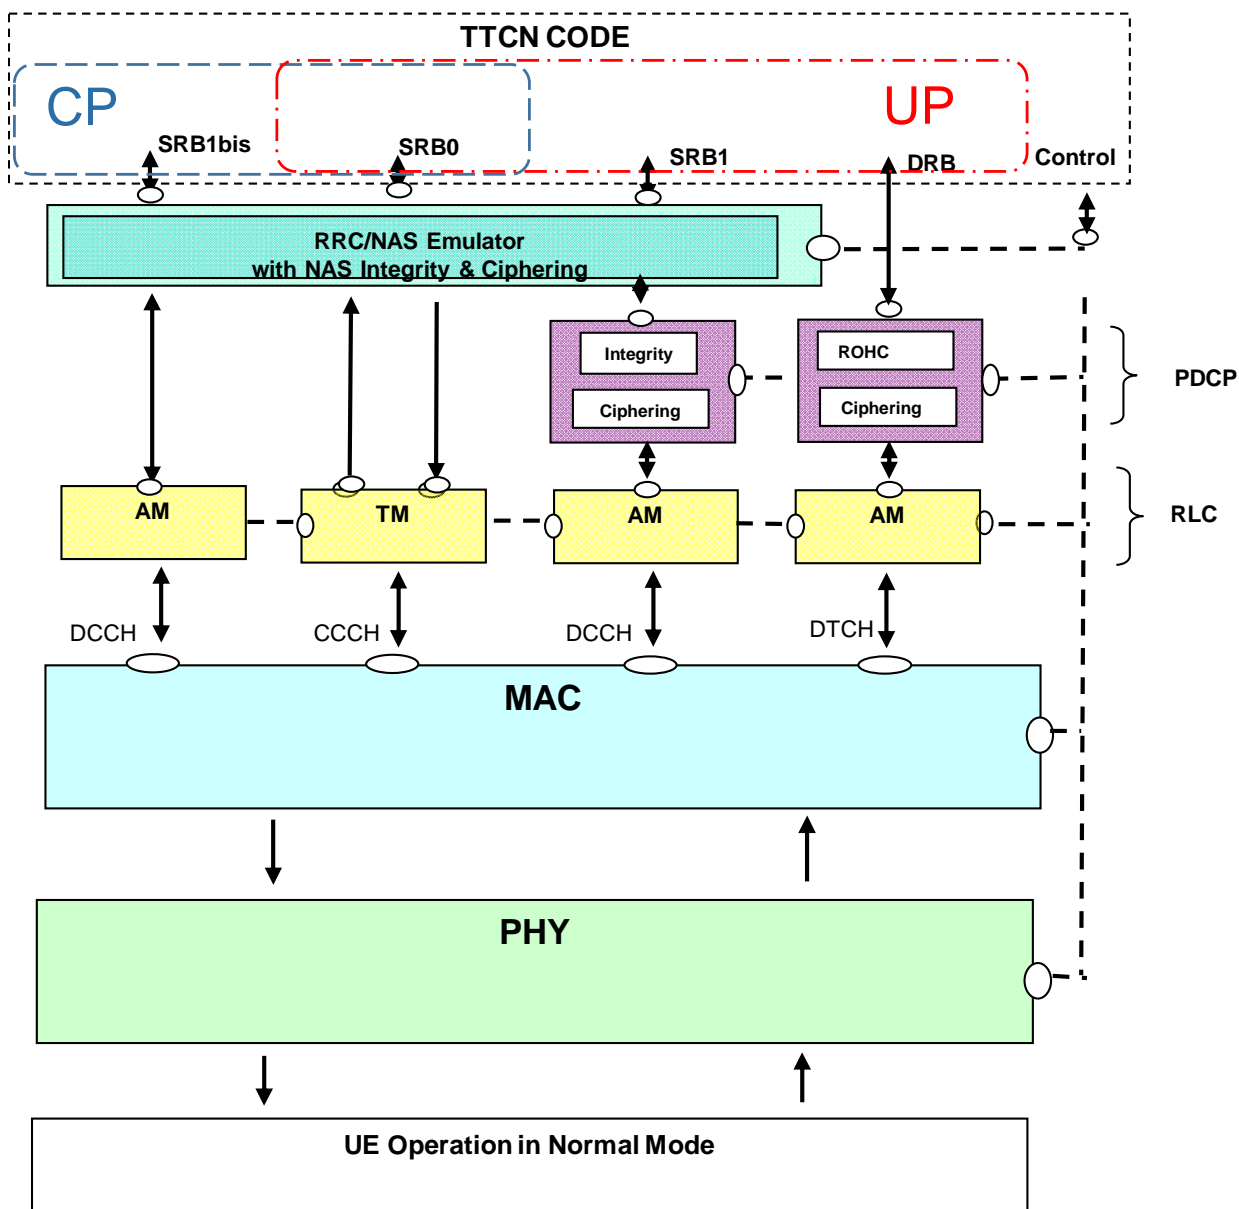 TTCN CODE
CP
UP
SRB1bis
SRB0
SRB1
DRB
Control
RRC/NAS Emulator
with NAS Integrity & Ciphering
Integrity
Ciphering
ROHC
Ciphering
PDCP
AM
TM
AM
AM
RLC
DCCH
CCCH
DCCH
DTCH
MAC
PHY
UE Operation in Normal Mode